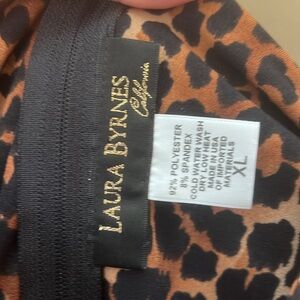 LAURA BYRNES
California
92% POLYESTER
8% SPANDEX
COLD WATER WASH
DRY LOW HEAT
MADE IN USA
OF IMPORTED
MATERIALS
XL